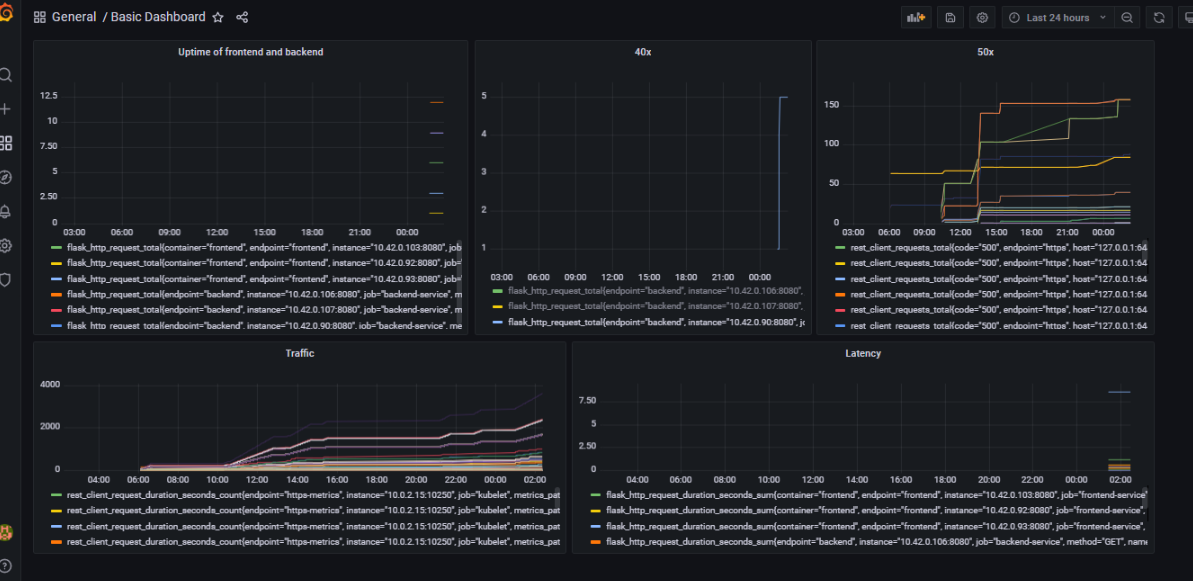 General / Basic Dashboard
Last 24 hours
Uptime of frontend and backend
12.5
10
7.50
5
2.50
0
03:00 06:00 09:00 12:00 15:00 18:00 21:00 00:00
flask_http_request_total{container="frontend", endpoint="frontend", instance="10.42.0.103:8080", job
flask_http_request_total{container="frontend", endpoint="frontend", instance="10.42.0.92:8080", job=
flask_http_request_total{container="frontend", endpoint="frontend", instance="10.42.0.93:8080", job=
flask_http_request_total{endpoint="backend", instance="10.42.0.106:8080", job="backend-service", m
flask_http_request_total{endpoint="backend", instance="10.42.0.107:8080", job="backend-service", m
flask_http_request_total{endpoint="backend", instance="10.42.0.90:8080", job="backend-service", me
40x
5
4
3
2
1
03:00 06:00 09:00 12:00 15:00 18:00 21:00 00:00
flask_http_request_total{endpoint="backend", instance="10.42.0.106:8080",
flask_http_request_total{endpoint="backend", instance="10.42.0.107:8080",
flask_http_request_total{endpoint="backend", instance="10.42.0.90:8080", jo
50x
150
100
50
0
03:00 06:00 09:00 12:00 15:00 18:00 21:00 00:00
rest_client_requests_total{code="500", endpoint="https", host="127.0.0.1:64
rest_client_requests_total{code="500", endpoint="https", host="127.0.0.1:64
rest_client_requests_total{code="500", endpoint="https", host="127.0.0.1:64
rest_client_requests_total{code="500", endpoint="https", host="127.0.0.1:64
rest_client_requests_total{code="500", endpoint="https", host="127.0.0.1:64
rest_client_requests_total{code="500", endpoint="https", host="127.0.0.1:64
Traffic
4000
2000
0
04:00 06:00 08:00 10:00 12:00 14:00 16:00 18:00 20:00 22:00 00:00 02:00
rest_client_request_duration_seconds_count{endpoint="https-metrics", instance="10.0.2.15:10250", job="kubelet", metrics_pat
rest_client_request_duration_seconds_count{endpoint="https-metrics", instance="10.0.2.15:10250", job="kubelet", metrics_pat
rest_client_request_duration_seconds_count{endpoint="https-metrics", instance="10.0.2.15:10250", job="kubelet", metrics_pat
rest_client_request_duration_seconds_count{endpoint="https-metrics", instance="10.0.2.15:10250", job="kubelet", metrics_pat
Latency
7.50
5
2.50
0
04:00 06:00 08:00 10:00 12:00 14:00 16:00 18:00 20:00 22:00 00:00 02:00
flask_http_request_duration_seconds_sum{container="frontend", endpoint="frontend", instance="10.42.0.103:8080", job="frontend-service"
flask_http_request_duration_seconds_sum{container="frontend", endpoint="frontend", instance="10.42.0.92:8080", job="frontend-service",
flask_http_request_duration_seconds_sum{container="frontend", endpoint="frontend", instance="10.42.0.93:8080", job="frontend-service",
flask_http_request_duration_seconds_sum{endpoint="backend", instance="10.42.0.106:8080", job="backend-service", method="GET", name